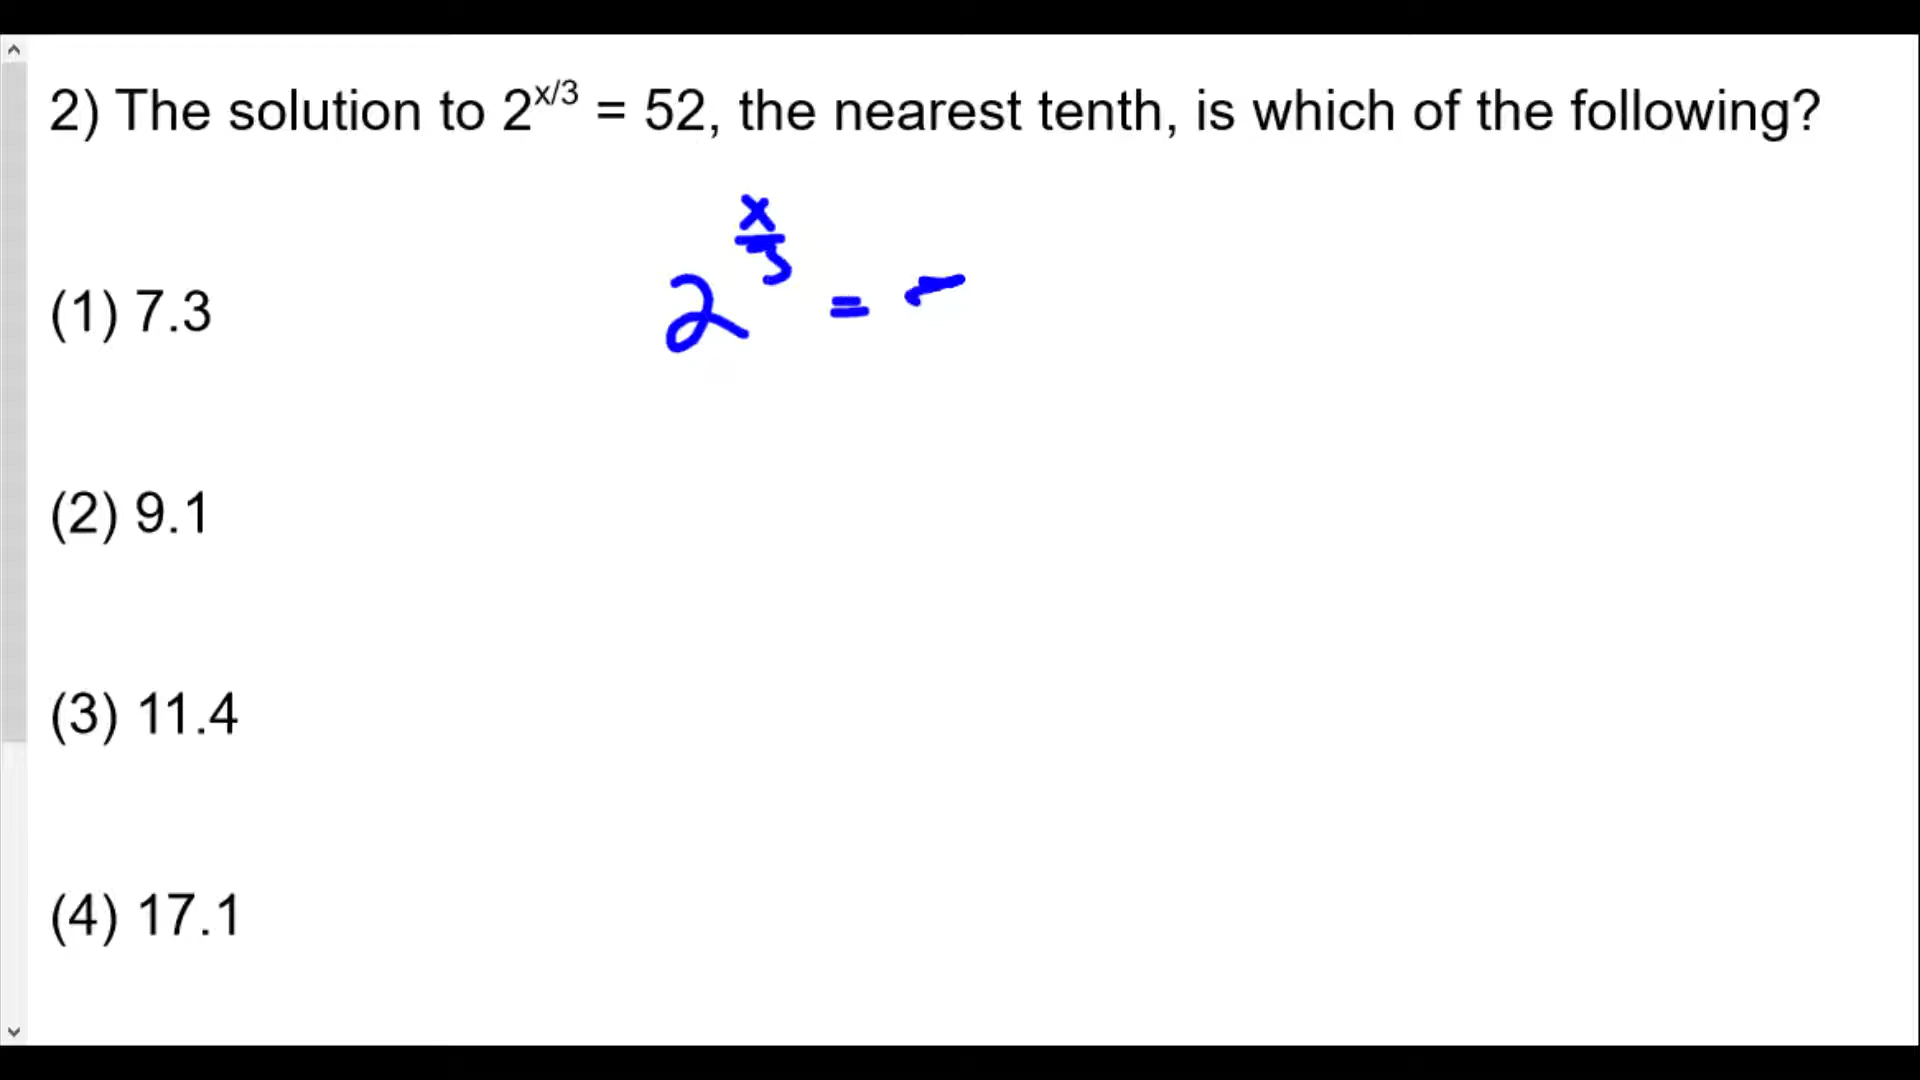 2) The solution to 2^x/3 = 52, the nearest tenth, is which of the following?
2^x/3 =
(1) 7.3
(2) 9.1
(3) 11.4
(4) 17.1